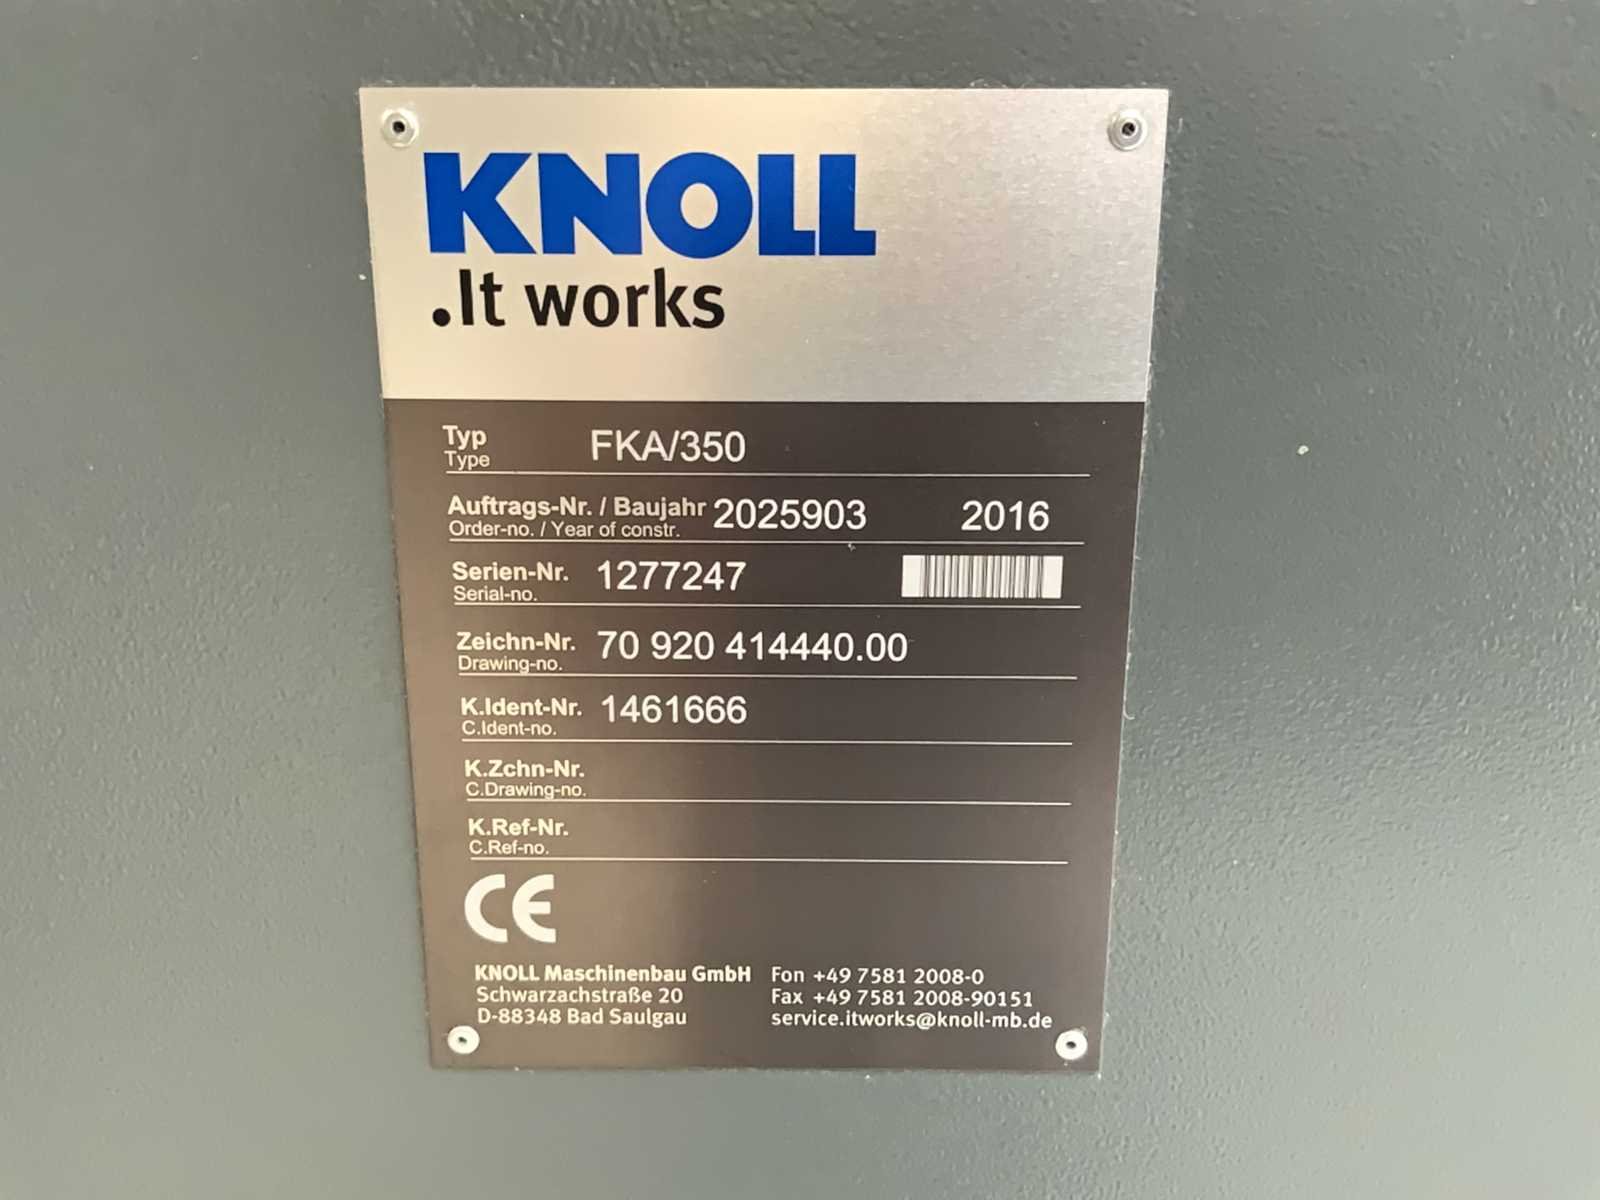 KNOLL
.It works
Typ FKA/350
Type
Auftrags-Nr. / Baujahr 2025903 2016
Order-no. / Year of constr.
Serien-Nr. 1277247
Serial-no.
Zeichn-Nr. 70 920 414440.00
Drawing-no.
K.Ident-Nr. 1461666
C.Ident-no.
K.Zchn-Nr.
C.Drawing-no.
K.Ref-Nr.
C.Ref-no.
CE
KNOLL Maschinenbau GmbH Fon +49 7581 2008-0
Schwarzachstraße 20 Fax +49 7581 2008-90151
D-88348 Bad Saulgau service.itworks@knoll-mb.de